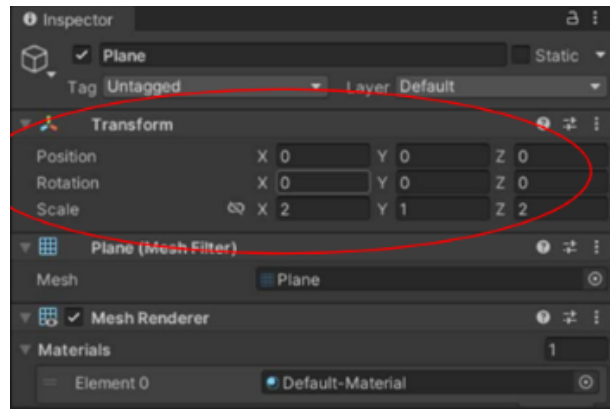 Inspector
Plane Static
Tag Untagged Layer Default
Transform
Position X 0 Y 0 Z 0
Rotation X 0 Y 0 Z 0
Scale X 2 Y 1 Z 2
Plane (Mesh Filter)
Mesh Plane
Mesh Renderer
Materials 1
Element 0 Default-Material